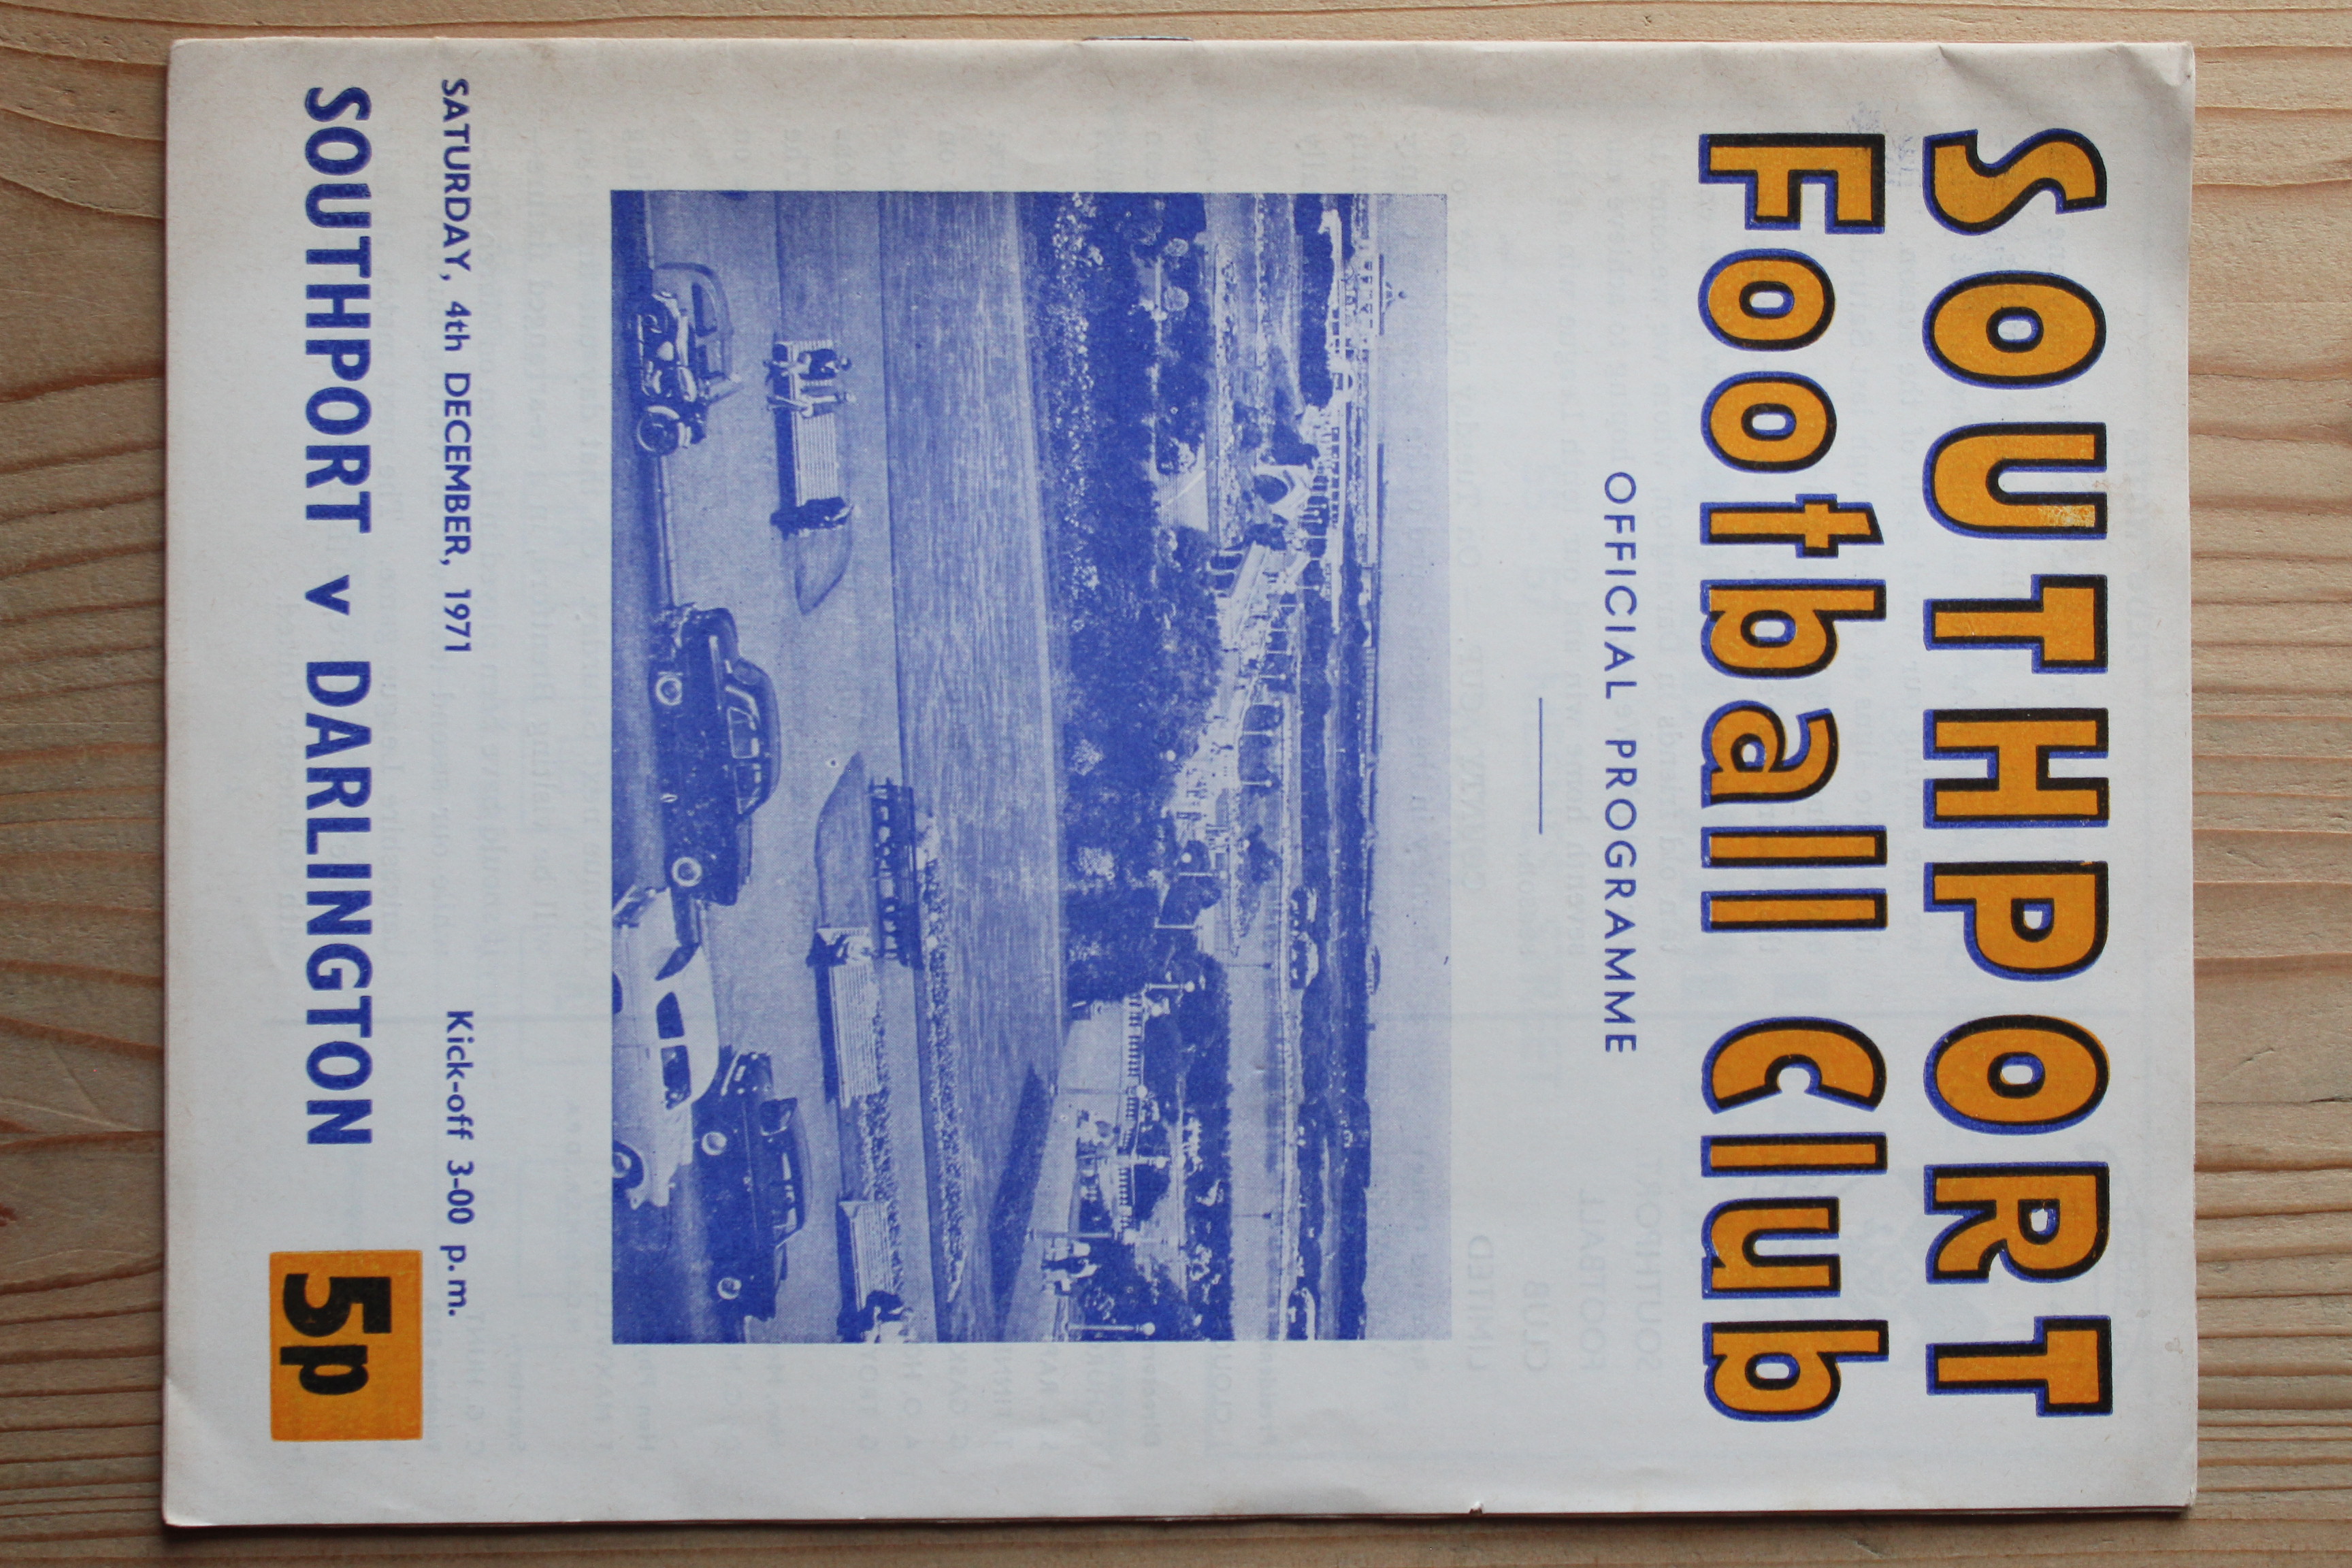 SOUTHPORT
Football Club
OFFICIAL PROGRAMME
SATURDAY, 4th DECEMBER, 1971 Kick-off 3-00 p.m.
SOUTHPORT v DARLINGTON
5p